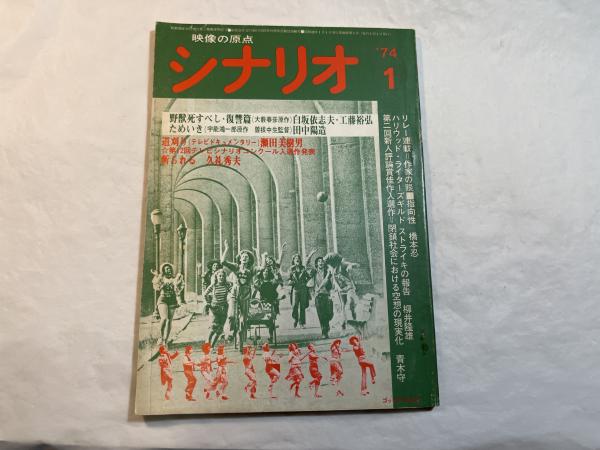 映像の原点
シナリオ
'74
1
野獣死すべし・復讐篇(大藪春彦原作)白坂依志夫・工藤裕弘
ためいき(宇能鴻一郎原作 曽根中生監督)田中陽造
道刈り(テレビドキュメンタリー)瀬田美樹男
☆第12回テレビシナリオコンクール入選作発表
斬られる 久礼秀夫
リレー連載=作家の眼■指向性 橋本忍
ハリウッド・ライターズギルド ストライキの報告 柳井隆雄
第二回新人評論賞佳作入選作=閉鎖社会における空想の現実化 青木守